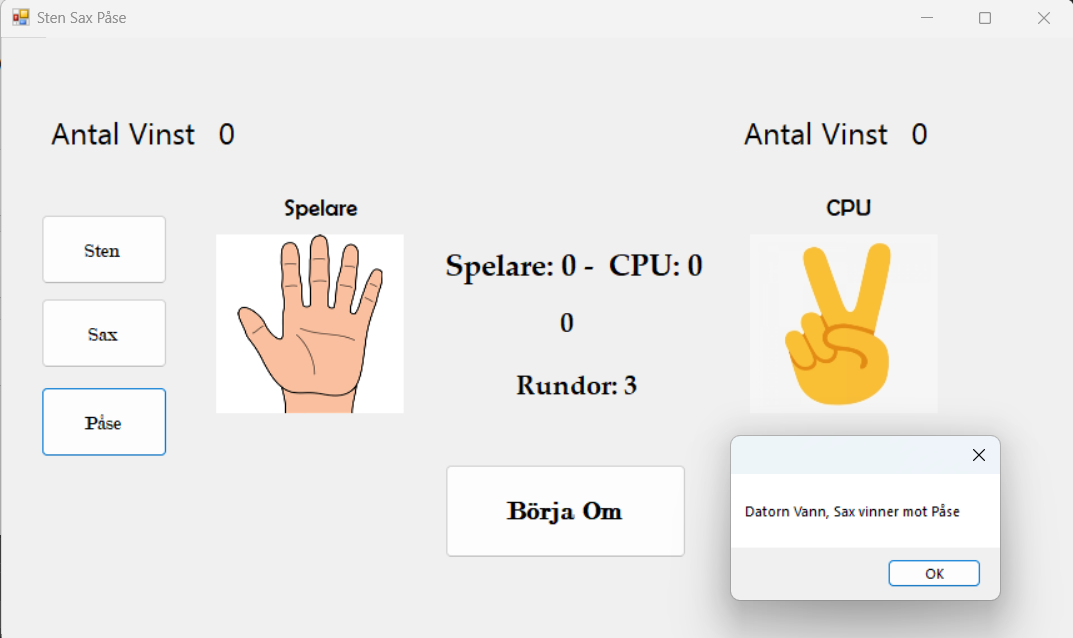 Sten Sax Påse
Antal Vinst 0
Antal Vinst 0
Spelare
CPU
Sten
Sax
Påse
Spelare: 0 - CPU: 0
0
Rundor: 3
Börja Om
Datorn Vann, Sax vinner mot Påse
OK